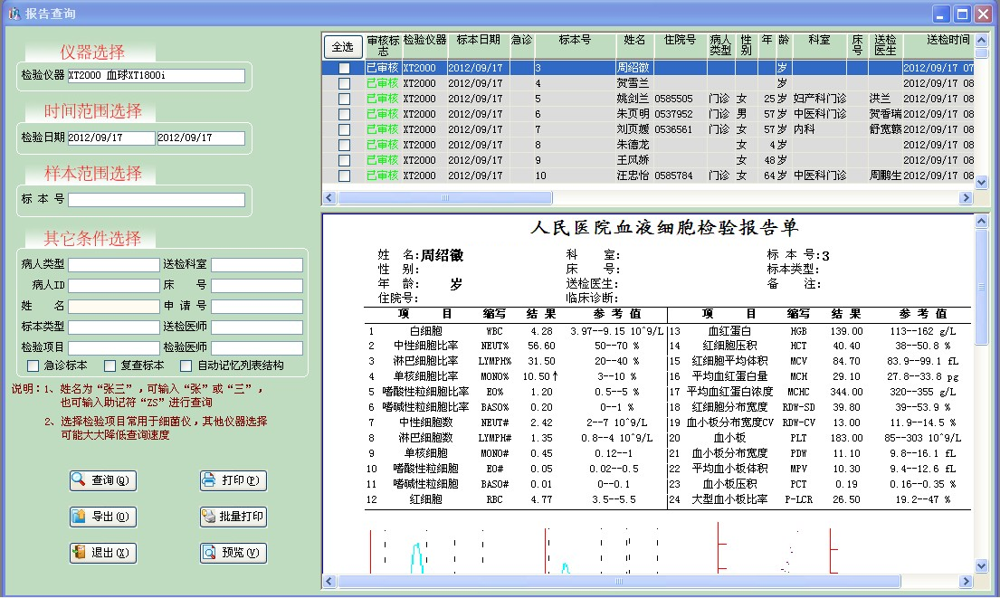 报告查询
仪器选择
检验仪器 XT2000 血球XT1800i
时间范围选择
检验日期 2012/09/17 2012/09/17
样本范围选择
标 本 号
其它条件选择
病人类型 送检科室
病人ID 床 号
姓 名 申 请 号
标本类型 送检医师
检验项目 检验医师
急诊标本 复查标本 自动记忆列表结构
说明：1、姓名为“张三”，可输入“张”或“三”，
也可输入助记符“ZS”进行查询
2、选择检验项目常用于细菌仪，其他仪器选择
可能大大降低查询速度
查询(Q) 打印(P)
导出(O) 批量打印
退出(X) 预览(V)
全选 审核标志 检验仪器 标本日期 急诊 标本号 姓名 住院号 病人类型 性别 年 龄 科室 床号 送检医生 送检时间
已审核 XT2000 2012/09/17 3 周绍徽 岁 2012/09/17 07
已审核 XT2000 2012/09/17 4 贺雪兰 岁 2012/09/17 08
已审核 XT2000 2012/09/17 5 姚剑兰 0585505 门诊 女 25 岁 妇产科门诊 洪兰 2012/09/17 08
已审核 XT2000 2012/09/17 6 朱页明 0537952 门诊 男 57 岁 中医科门诊 贺香瑞 2012/09/17 08
已审核 XT2000 2012/09/17 7 刘页媛 0536561 门诊 女 57 岁 内科 舒宽 2012/09/17 08
已审核 XT2000 2012/09/17 8 朱德龙 女 4 岁 2012/09/17 08
已审核 XT2000 2012/09/17 9 王凤娇 女 48 岁 2012/09/17 08
已审核 XT2000 2012/09/17 10 汪忠怡 0585784 门诊 女 64 岁 中医科门诊 周鹏生 2012/09/17 08
人民医院血液细胞检验报告单
姓 名：周绍徽 科 室： 标 本 号：3
性 别： 床 号： 标本类型：
年 龄： 岁 送检医生： 备 注：
住院号： 临床诊断：
项 目 缩写 结 果 参 考 值 项 目 缩写 结 果 参 考 值
1 白细胞 WBC 4.28 3.97--9.15 10^9/L 13 血红蛋白 HGB 139.00 113--162 g/L
2 中性细胞比率 NEUT% 56.60 50--70 % 14 红细胞压积 HCT 40.40 38--50.8 %
3 淋巴细胞比率 LYMPH% 31.50 20--40 % 15 红细胞平均体积 MCV 84.70 83.9--99.1 fL
4 单核细胞比率 MONO% 10.50↑ 3--10 % 16 平均血红蛋白量 MCH 29.10 27.8--33.8 pg
5 嗜酸性粒细胞比率 EO% 1.20 0.5--5 % 17 平均血红蛋白浓度 MCHC 344.00 320--355 g/L
6 嗜碱性粒细胞比率 BASO% 0.20 0--1 % 18 红细胞分布宽度 RDW-SD 39.80 39--53.9 %
7 中性细胞数 NEUT# 2.42 2--7 10^9/L 19 血小板分布宽度CV RDW-CV 13.00 11.9--14.5 %
8 淋巴细胞数 LYMPH# 1.35 0.8--4 10^9/L 20 血小板 PLT 183.00 85--303 10^9/L
9 单核细胞 MONO# 0.45 0.12--1 21 血小板分布宽度 PDW 11.10 9.8--16.1 fL
10 嗜酸性粒细胞 EO# 0.05 0.02--0.5 22 平均血小板体积 MPV 10.30 9.4--12.6 fL
11 嗜碱性粒细胞 BASO# 0.01 0--0.1 23 血小板压积 PCT 0.19 0.16--0.35 %
12 红细胞 RBC 4.77 3.5--5.5 24 大型血小板比率 P-LCR 26.50 19.2--47 %